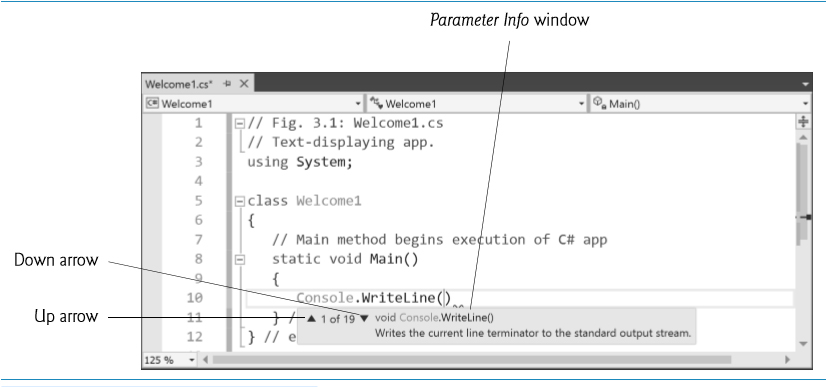 Parameter Info window
Welcome1.cs*
C# Welcome1 Welcome1 Main()
1 // Fig. 3.1: Welcome1.cs
2 // Text-displaying app.
3 using System;
4
5 class Welcome1
6 {
7 // Main method begins execution of C# app
Down arrow
8 static void Main()
9 {
10 Console.WriteLine()
Up arrow
11 } /
1 of 19 void Console.WriteLine()
Writes the current line terminator to the standard output stream.
12 } // e
125 %